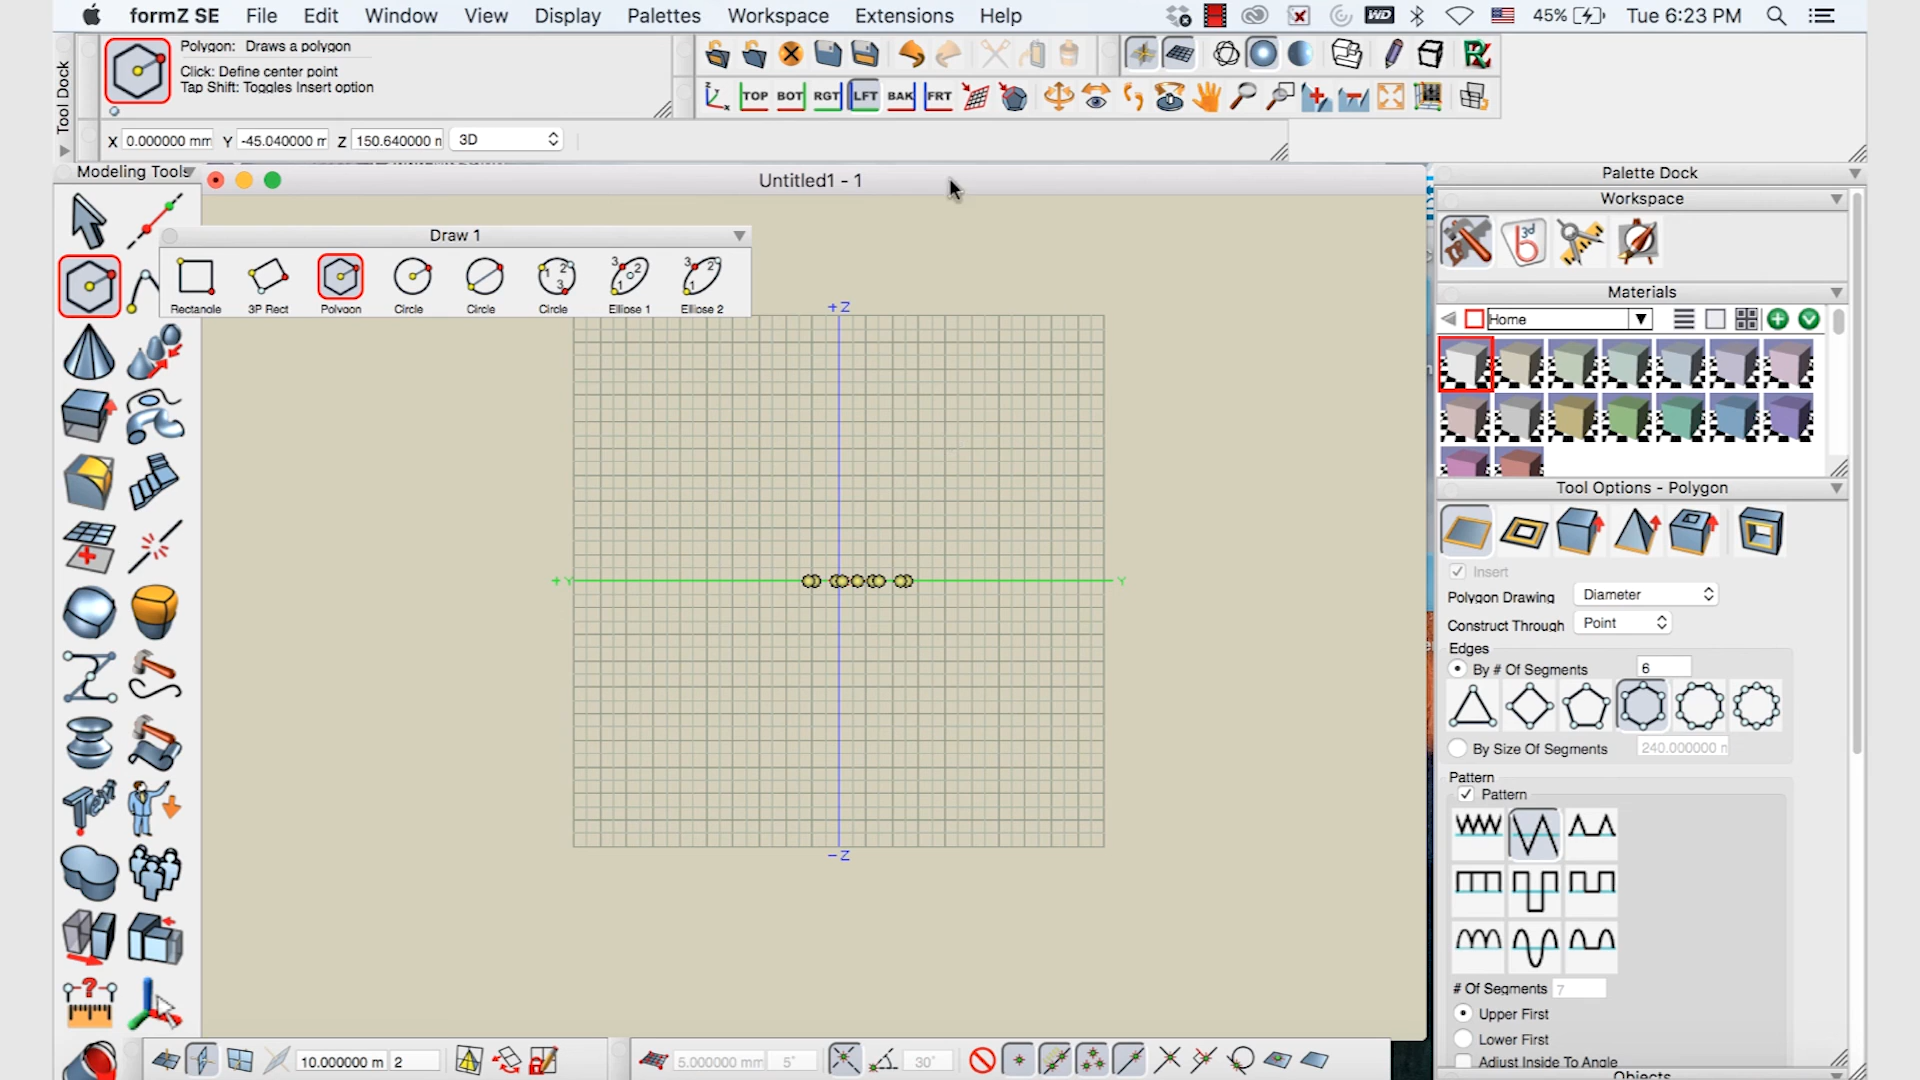 formZ SE File Edit Window View Display Palettes Workspace Extensions Help WD 45% Tue 6:23 PM
Tool Dock
Polygon: Draws a polygon
Click: Define center point
Tap Shift: Toggles Insert option
z x TOP BOT RGT LFT BAK FRT
X 0.000000 mm Y -45.040000 m Z 150.640000 m 3D
Modeling Tools
Untitled1 - 1
Draw 1
Rectangle 3P Rect Polygon Circle Circle Circle Ellipse 1 Ellipse 2
+Z
+Y
-Y
-Z
Palette Dock
Workspace
3d
Materials
Home
Tool Options - Polygon
Insert
Polygon Drawing Diameter
Construct Through Point
Edges
By # Of Segments 6
By Size Of Segments 240.000000 m
Pattern
Pattern
# Of Segments 7
Upper First
Lower First
Adjust Inside To Angle
Objects
10.000000 m 2
5.000000 mm 5° 30°